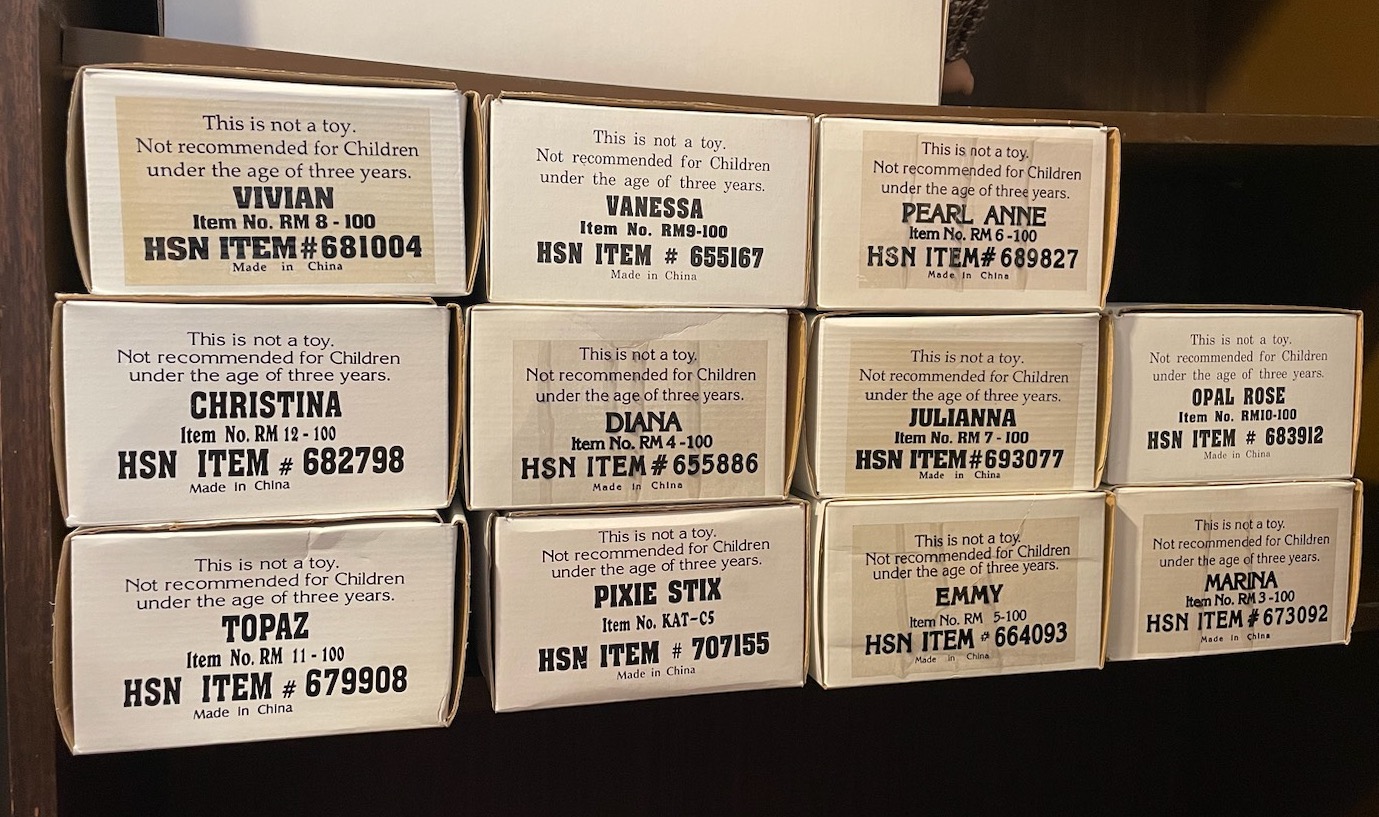 This is not a toy.
Not recommended for Children
under the age of three years.
VIVIAN
Item No. RM 8 - 100
HSN ITEM#681004
Made in China
This is not a toy.
Not recommended for Children
under the age of three years.
VANESSA
Item No. RM9-100
HSN ITEM # 655167
Made in China
This is not a toy.
Not recommended for Children
under the age of three years.
PEARL ANNE
Item No. RM 6 -100
HSN ITEM# 689827
Made in China
This is not a toy.
Not recommended for Children
under the age of three years.
CHRISTINA
Item No. RM 12 - 100
HSN ITEM # 682798
Made in China
This is not a toy.
Not recommended for Children
under the age of three years.
DIANA
Item No. RM 4 -100
HSN ITEM # 655886
Made in China
This is not a toy.
Not recommended for Children
under the age of three years.
JULIANNA
Item No. RM 7 - 100
HSN ITEM#693077
Made in China
This is not a toy.
Not recommended for Children
under the age of three years.
OPAL ROSE
Item No. RM10-100
HSN ITEM # 683912
Made in China
This is not a toy.
Not recommended for Children
under the age of three years.
TOPAZ
Item No. RM 11 - 100
HSN ITEM # 679908
Made in China
This is not a toy.
Not recommended for Children
under the age of three years.
PIXIE STIX
Item No. KAT-C5
HSN ITEM # 707155
Made in China
This is not a toy.
Not recommended for Children
under the age of three years.
EMMY
Item No. RM 5-100
HSN ITEM # 664093
Made in China
This is not a toy.
Not recommended for Children
under the age of three years.
MARINA
Item No. RM 3 -100
HSN ITEM # 673092
Made in China